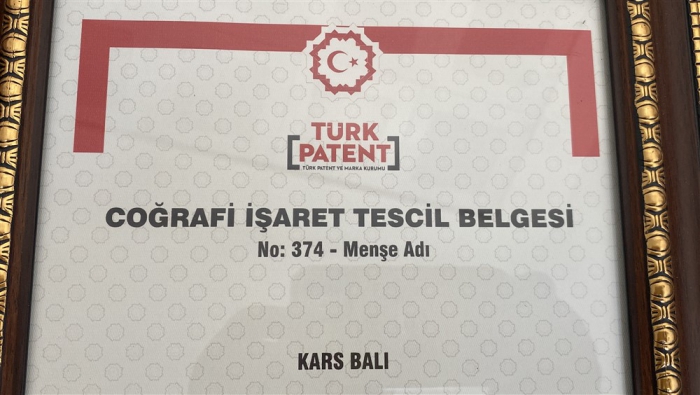 TÜRK
PATENT
TÜRK PATENT VE MARKA KURUMU
COĞRAFİ İŞARET TESCİL BELGESİ
No: 374 - Menşe Adı
KARS BALI